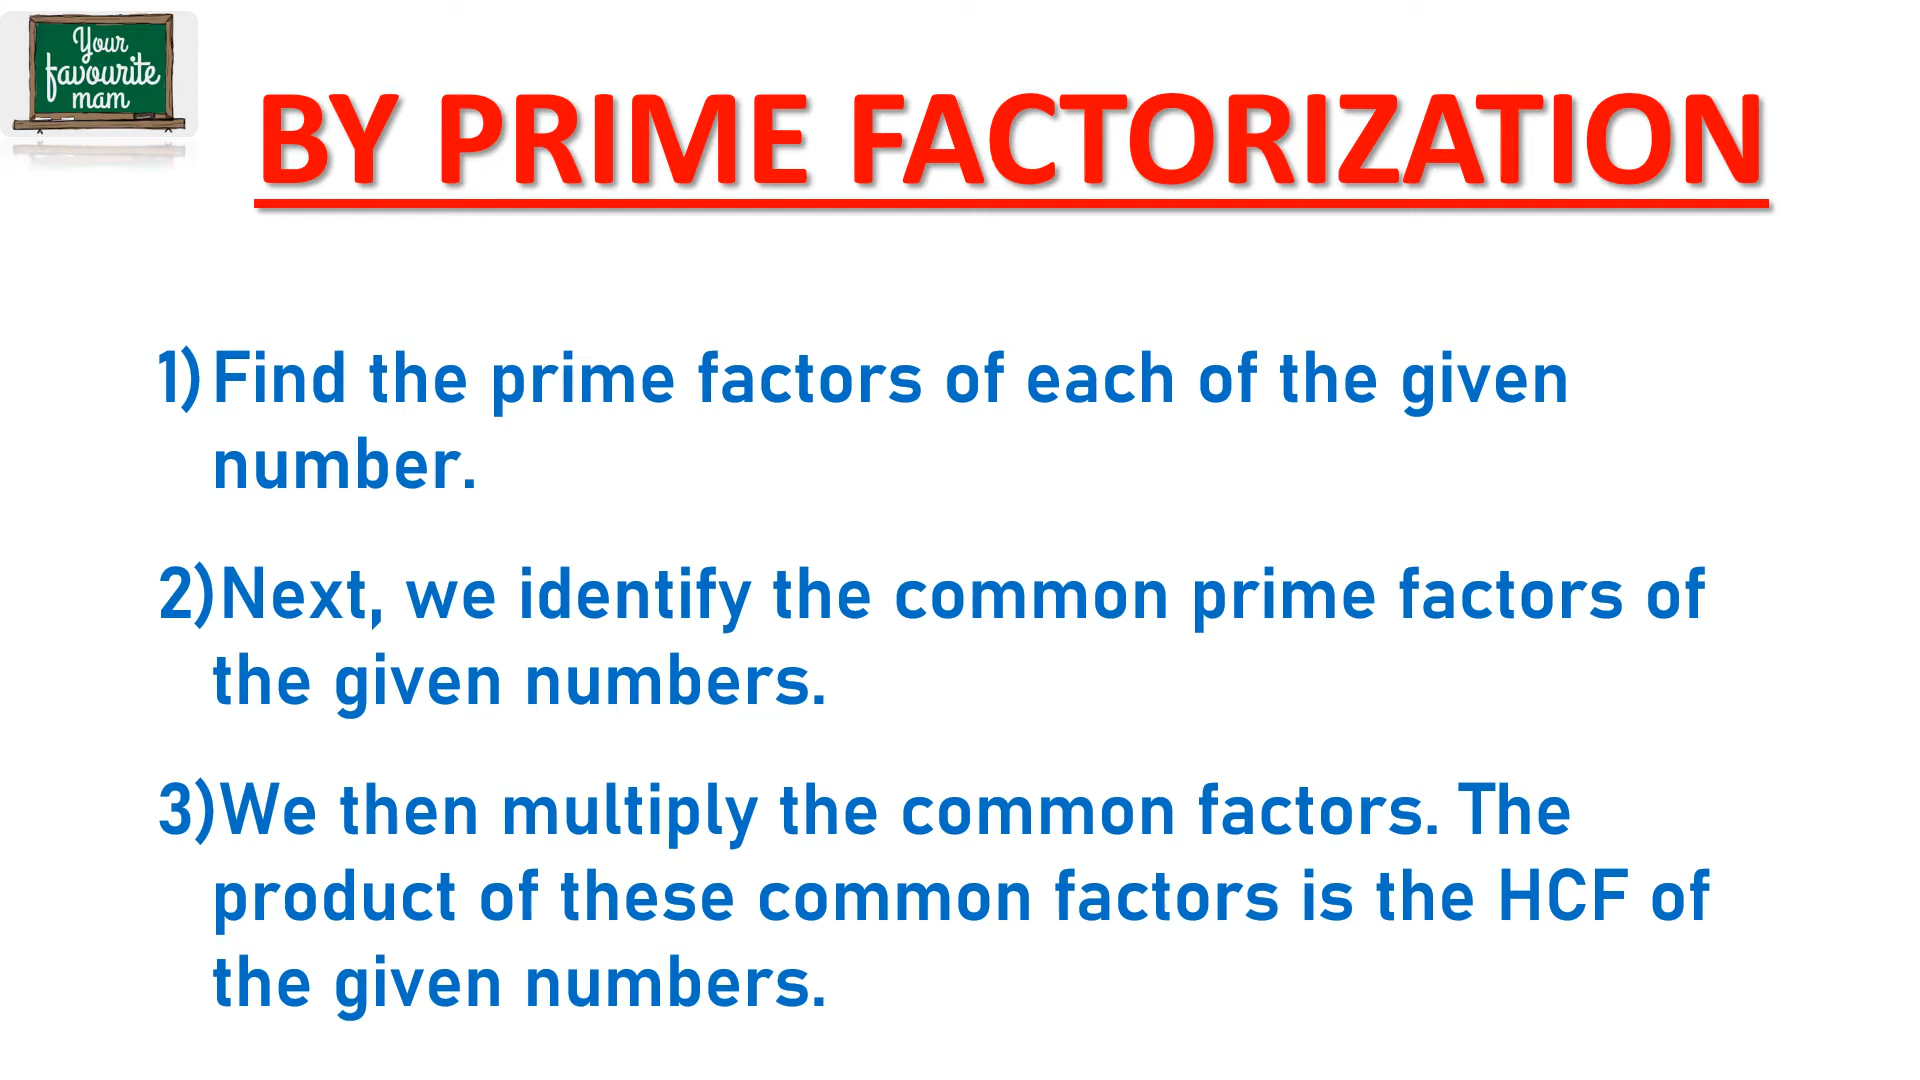 Your
favourite
mam
BY PRIME FACTORIZATION
1) Find the prime factors of each of the given
number.
2)Next, we identify the common prime factors of
the given numbers.
3)We then multiply the common factors. The
product of these common factors is the HCF of
the given numbers.